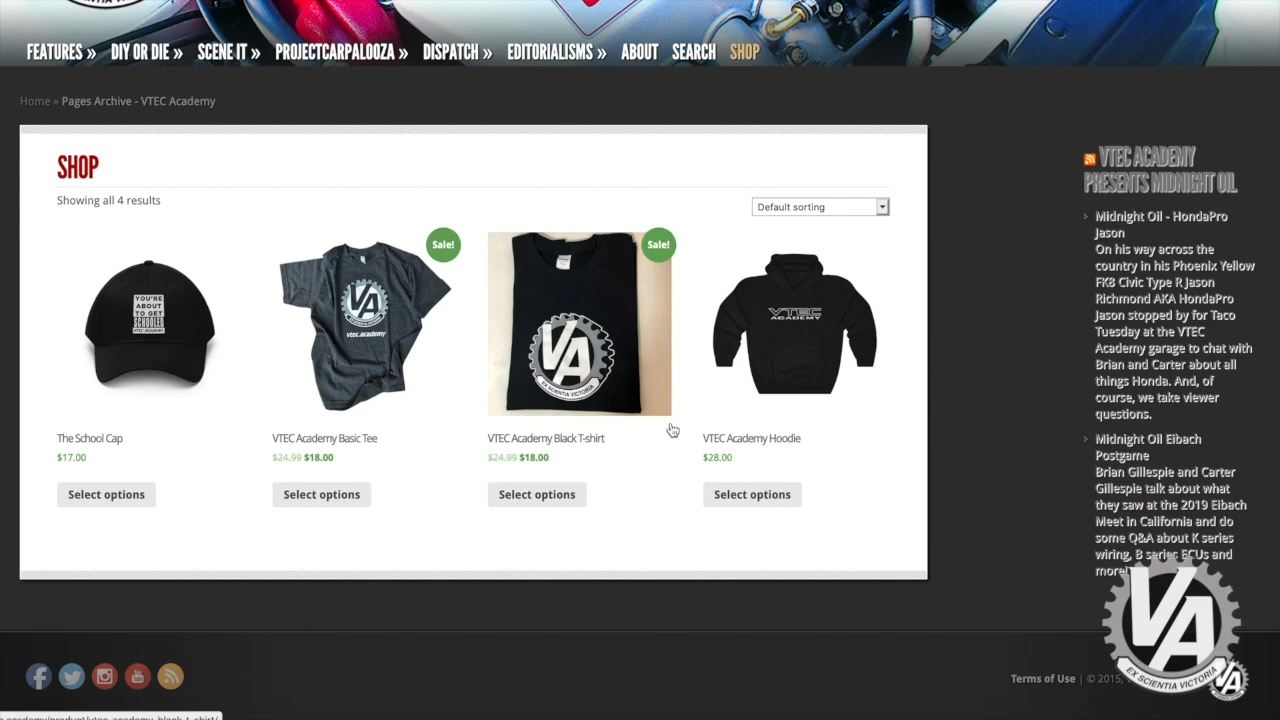 FEATURES » DIY OR DIE » SCENE IT » PROJECTCARPALOOZA » DISPATCH » EDITORIALISMS » ABOUT SEARCH SHOP
Home » Pages Archive - VTEC Academy
SHOP
Showing all 4 results
Default sorting
YOU'RE
ABOUT
TO GET
SCHOOLED
VTEC ACADEMY
Sale!
VA
vtec.academy
Sale!
VA
EX SCIENTIA VICTORIA
VTEC
ACADEMY
The School Cap
$17.00
Select options
VTEC Academy Basic Tee
$24.99 $18.00
Select options
VTEC Academy Black T-shirt
$24.99 $18.00
Select options
VTEC Academy Hoodie
$28.00
Select options
VTEC ACADEMY
PRESENTS MIDNIGHT OIL
Midnight Oil - HondaPro
Jason
On his way across the
country in his Phoenix Yellow
FK8 Civic Type R Jason
Richmond AKA HondaPro
Jason stopped by for Taco
Tuesday at the VTEC
Academy garage to chat with
Brian and Carter about all
things Honda. And, of
course, we take viewer
questions.
Midnight Oil Eibach
Postgame
Brian Gillespie and Carter
Gillespie talk about what
they saw at the 2019 Eibach
Meet in California and do
some Q&A about K series
wiring, B series ECUs and
more!
VA
EX SCIENTIA VICTORIA
VA
Terms of Use | © 2015,